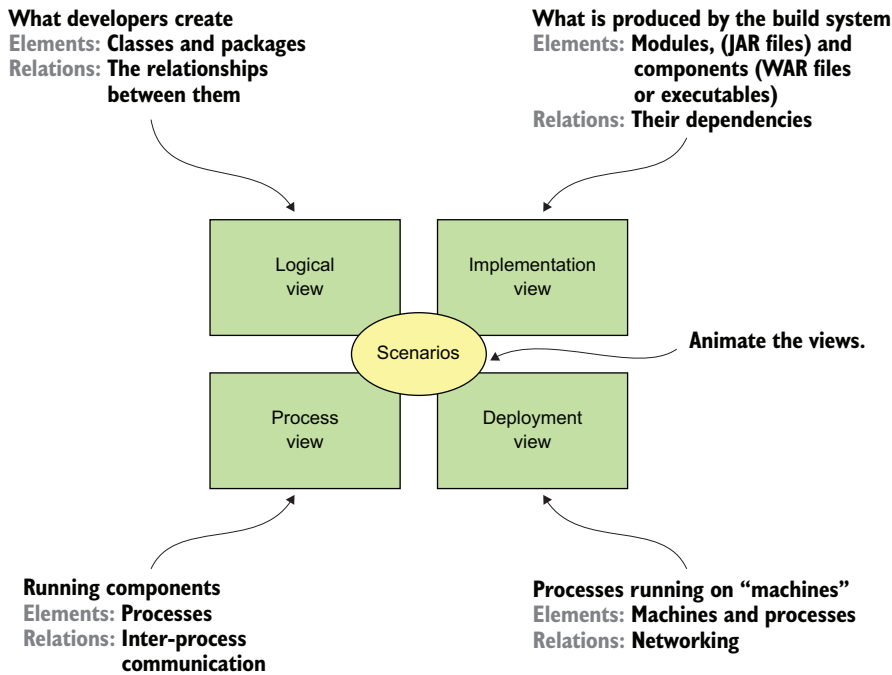 What developers create
Elements: Classes and packages
Relations: The relationships
between them
What is produced by the build system
Elements: Modules, (JAR files) and
components (WAR files
or executables)
Relations: Their dependencies
Logical
view
Implementation
view
Scenarios
Animate the views.
Process
view
Deployment
view
Running components
Elements: Processes
Relations: Inter-process
communication
Processes running on “machines”
Elements: Machines and processes
Relations: Networking